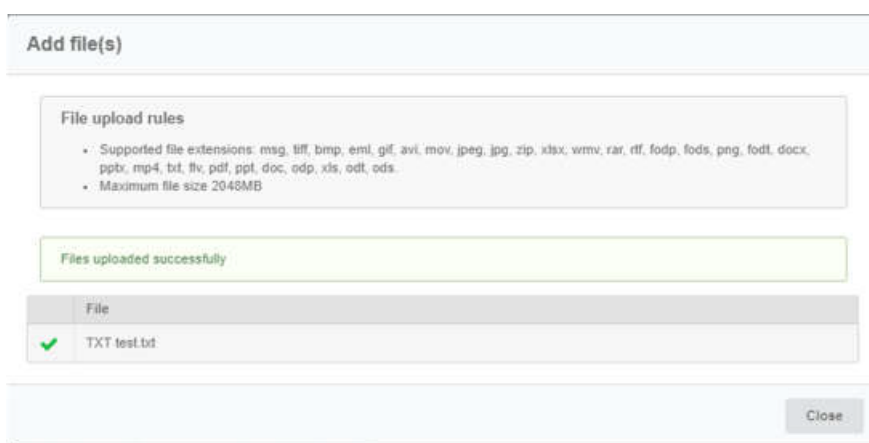 Add file(s)
File upload rules
• Supported file extensions: msg, tiff, bmp, eml, gif, avi, mov, jpeg, jpg, zip, xlsx, wmv, rar, rtf, fodp, fods, png, fodt, docx,
pptx, mp4, txt, flv, pdf, ppt, doc, odp, xls, odt, ods.
• Maximum file size 2048MB
Files uploaded successfully
File
TXT test.txt
Close